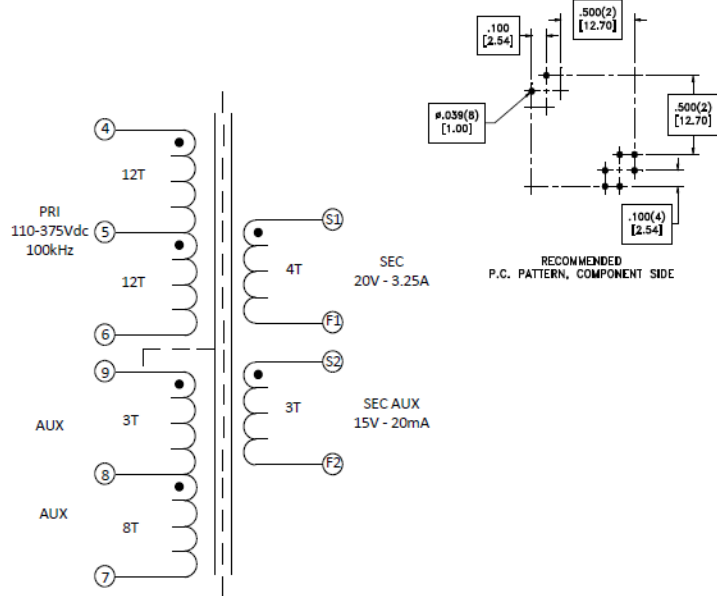 .100
[2.54]
.500(2)
[12.70]
ø.039(8)
[1.00]
.500(2)
[12.70]
.100(4)
[2.54]
RECOMMENDED
P.C. PATTERN, COMPONENT SIDE
4
12T
PRI
110-375Vdc
100kHz
5
12T
6
S1
4T
SEC
20V - 3.25A
F1
9
3T
AUX
8
AUX
8T
7
S2
3T
SEC AUX
15V - 20mA
F2